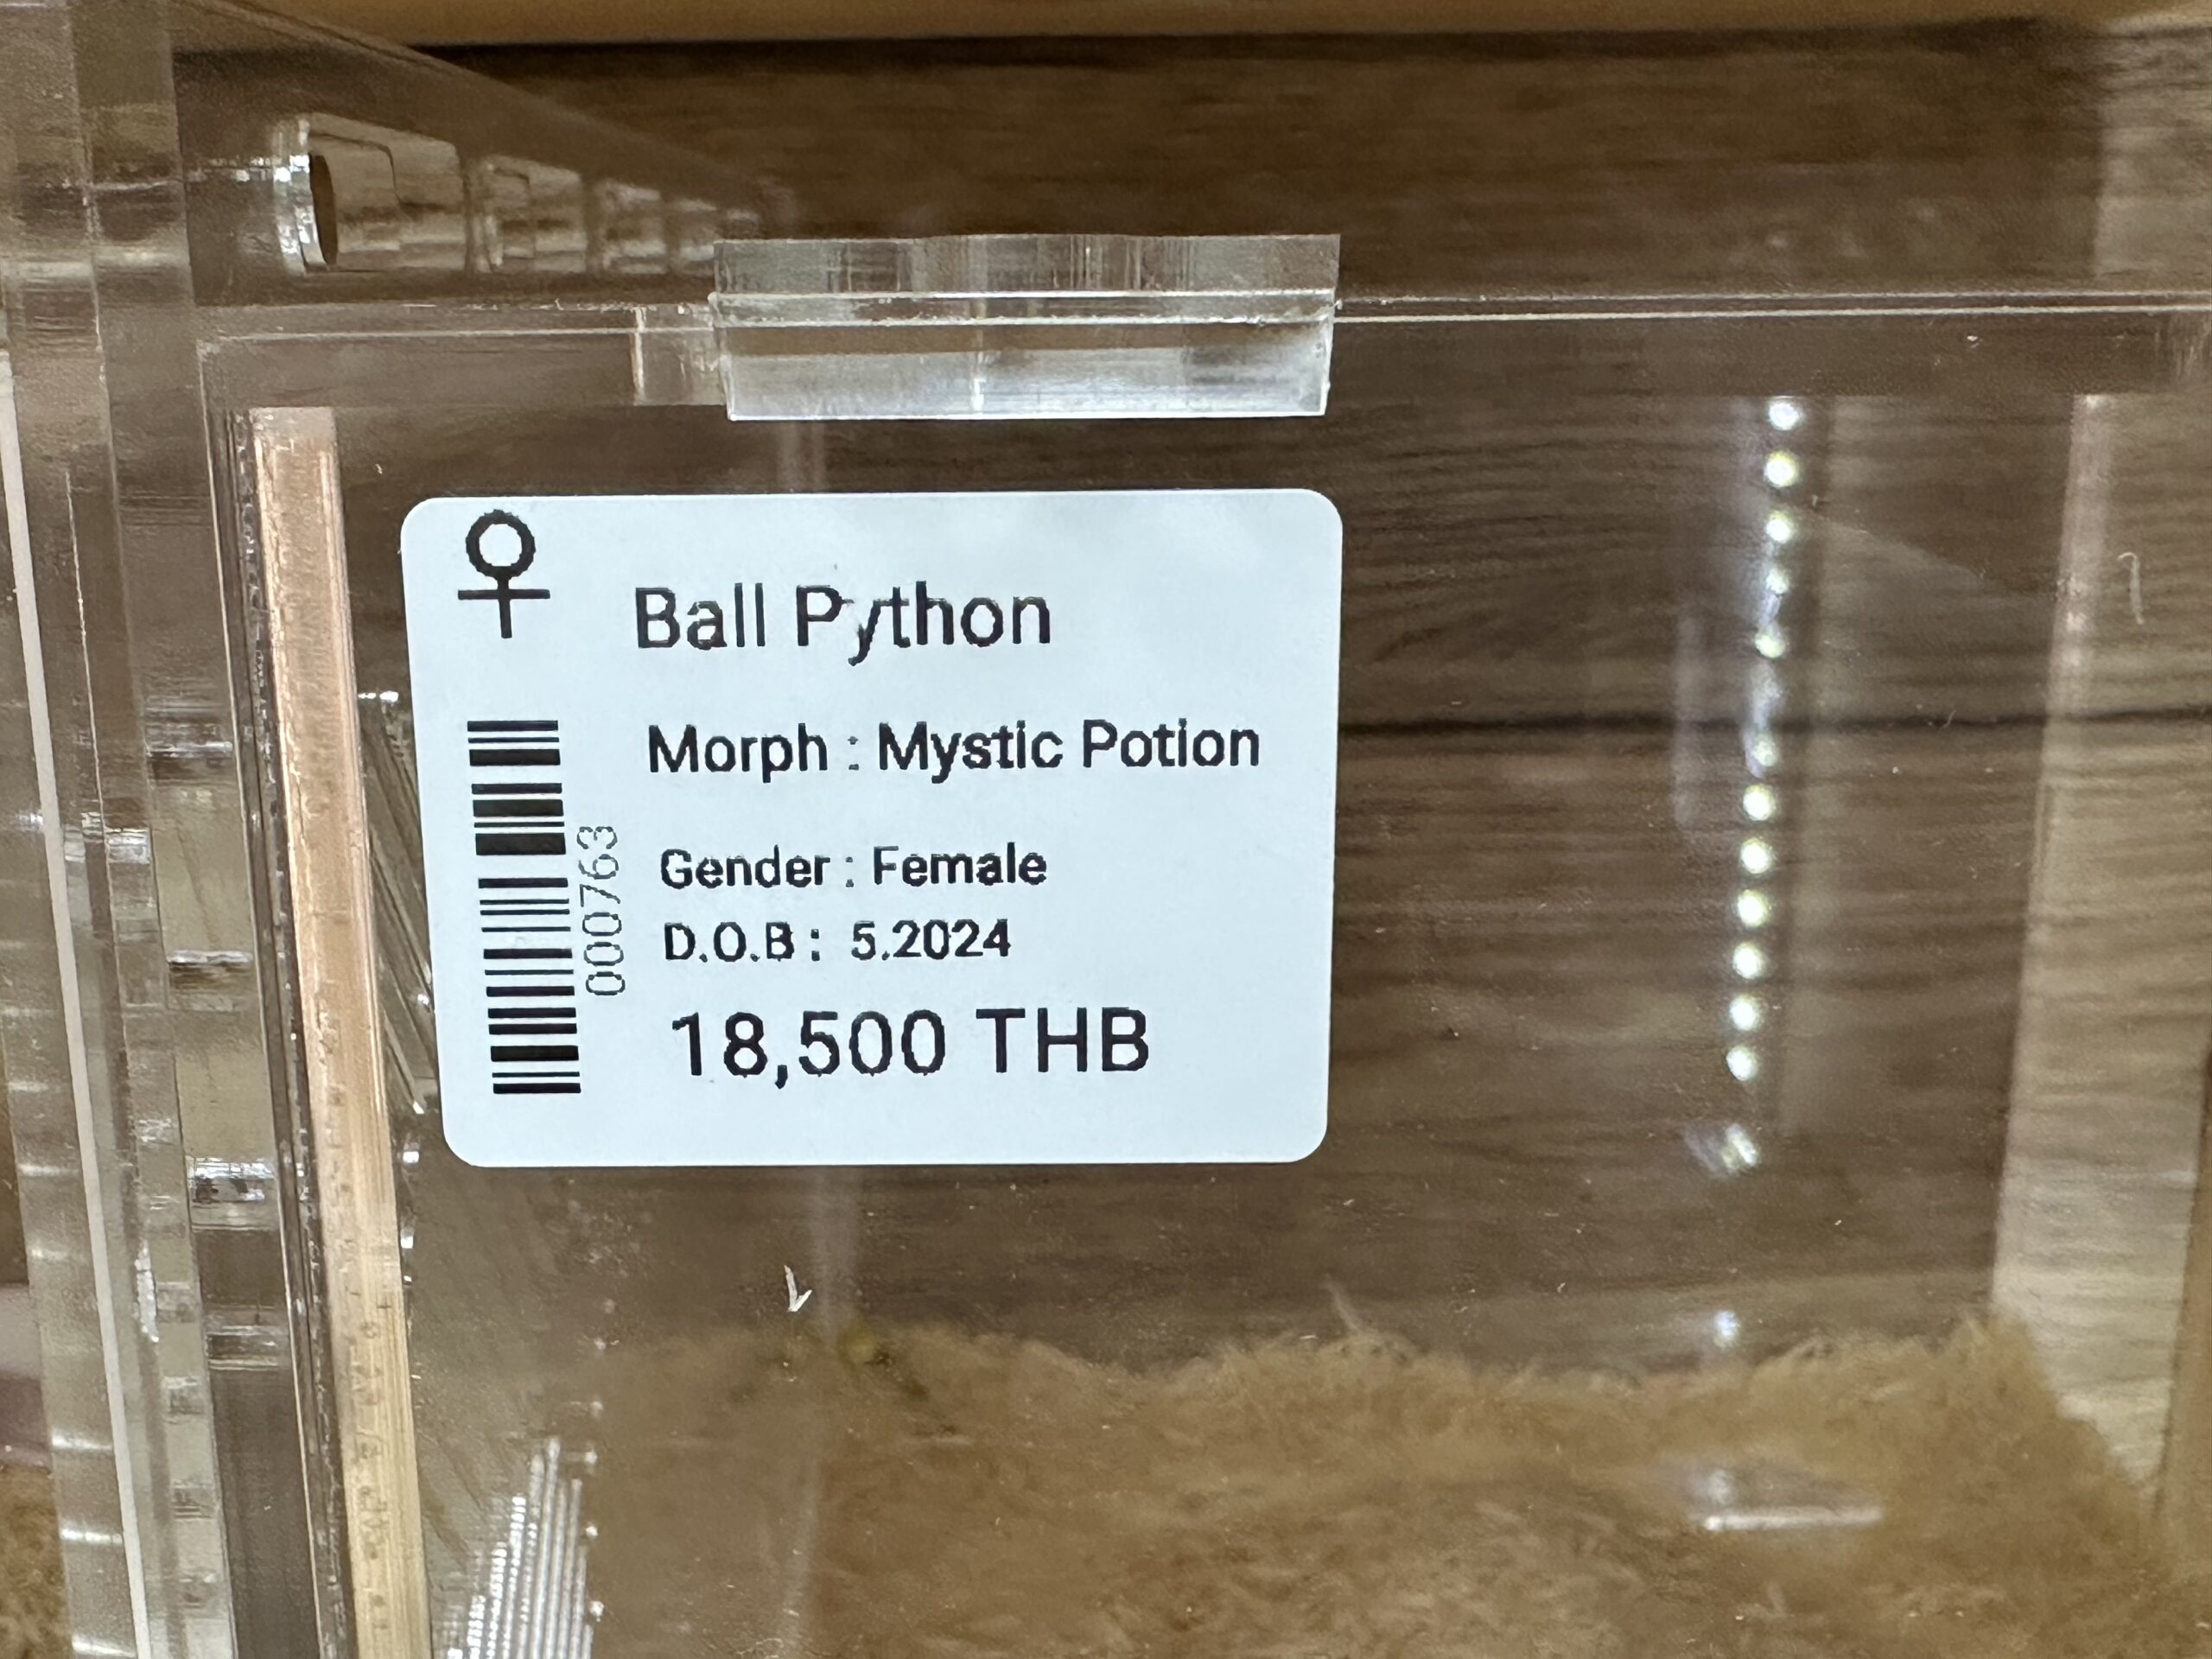 ♀
Ball Python
Morph : Mystic Potion
Gender : Female
D.O.B : 5.2024
18,500 THB
000763